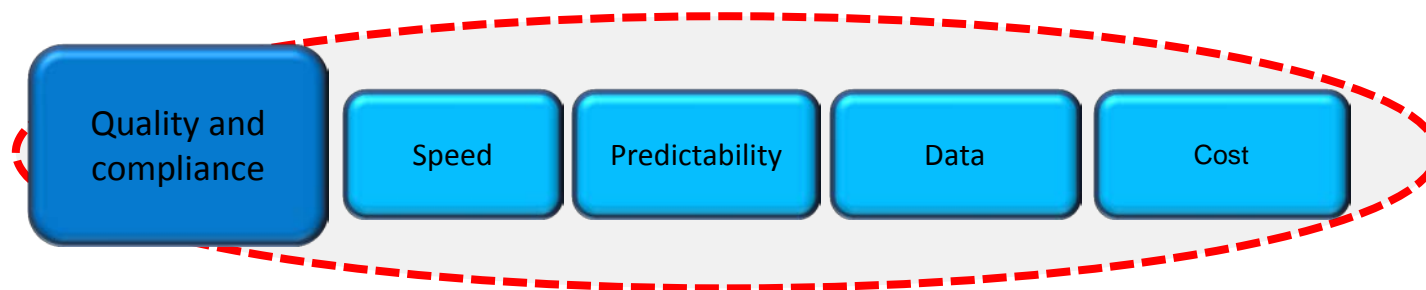 Quality and
compliance
Speed
Predictability
Data
Cost